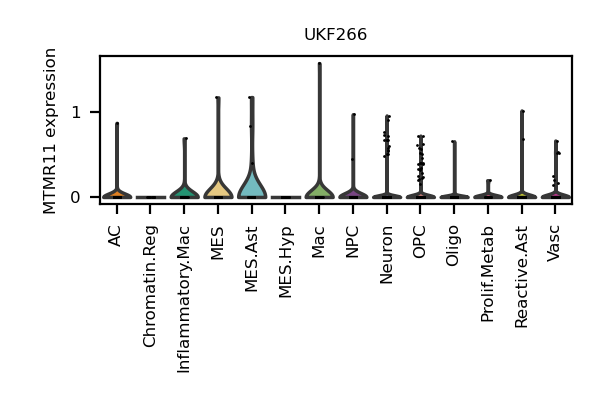 UKF266
MTMR11 expression
1
0
AC
Chromatin.Reg
Inflammatory.Mac
MES
MES.Ast
MES.Hyp
Mac
NPC
Neuron
OPC
Oligo
Prolif.Metab
Reactive.Ast
Vasc